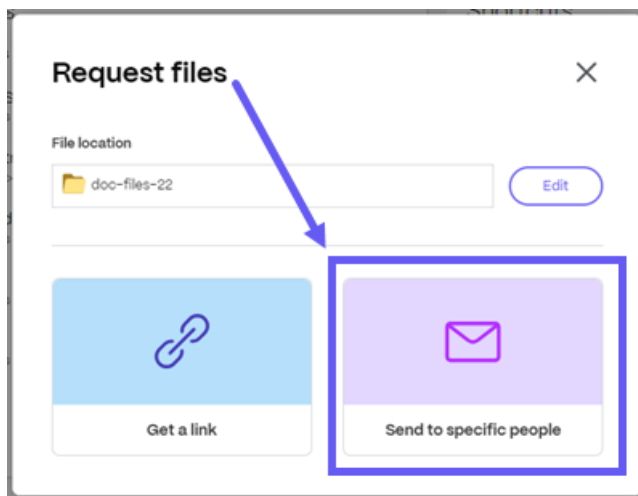 Request files
File location
doc-files-22
Edit
Get a link
Send to specific people